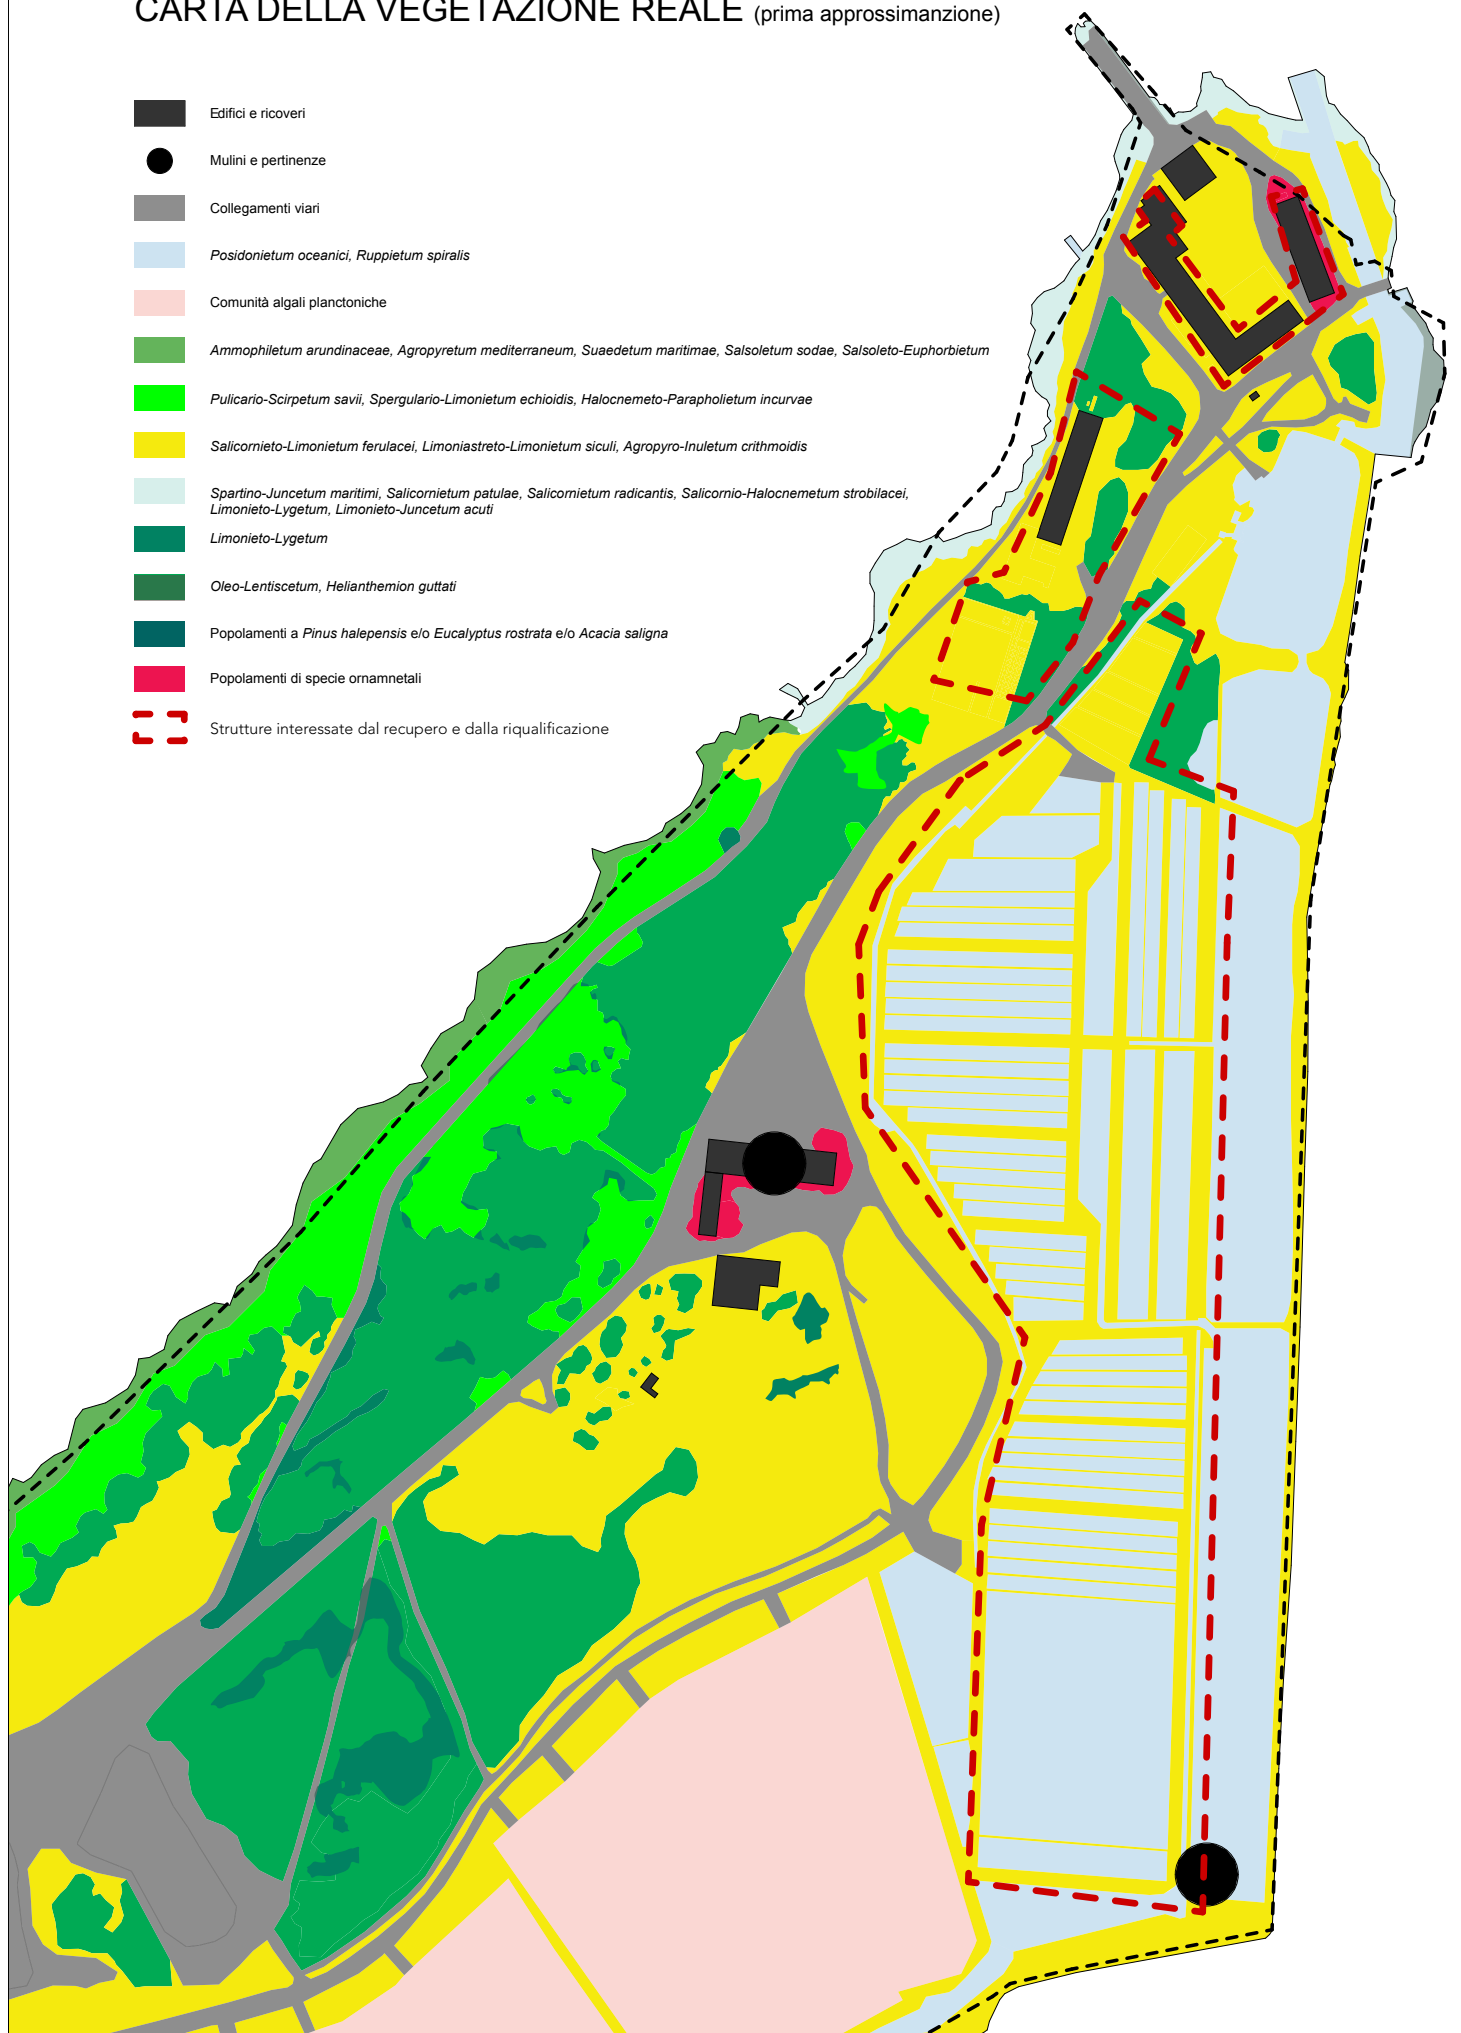 CARTA DELLA VEGETAZIONE REALE (prima approssimanzione)
Edifici e ricoveri
Mulini e pertinenze
Collegamenti viari
Posidonietum oceanici, Ruppietum spiralis
Comunità algali planctoniche
Ammophiletum arundinaceae, Agropyretum mediterraneum, Suaedetum maritimae, Salsoletum sodae, Salsoleto-Euphorbietum
Pulicario-Scirpetum savii, Spergulario-Limonietum echioidis, Halocnemeto-Parapholietum incurvae
Salicornieto-Limonietum ferulacei, Limoniastreto-Limonietum siculi, Agropyro-Inuletum crithmoidis
Spartino-Juncetum maritimi, Salicornietum patulae, Salicornietum radicantis, Salicornio-Halocnemetum strobilacei,
Limonieto-Lygetum, Limonieto-Juncetum acuti
Limonieto-Lygetum
Oleo-Lentiscetum, Helianthemion guttati
Popolamenti a Pinus halepensis e/o Eucalyptus rostrata e/o Acacia saligna
Popolamenti di specie ornamnetali
Strutture interessate dal recupero e dalla riqualificazione